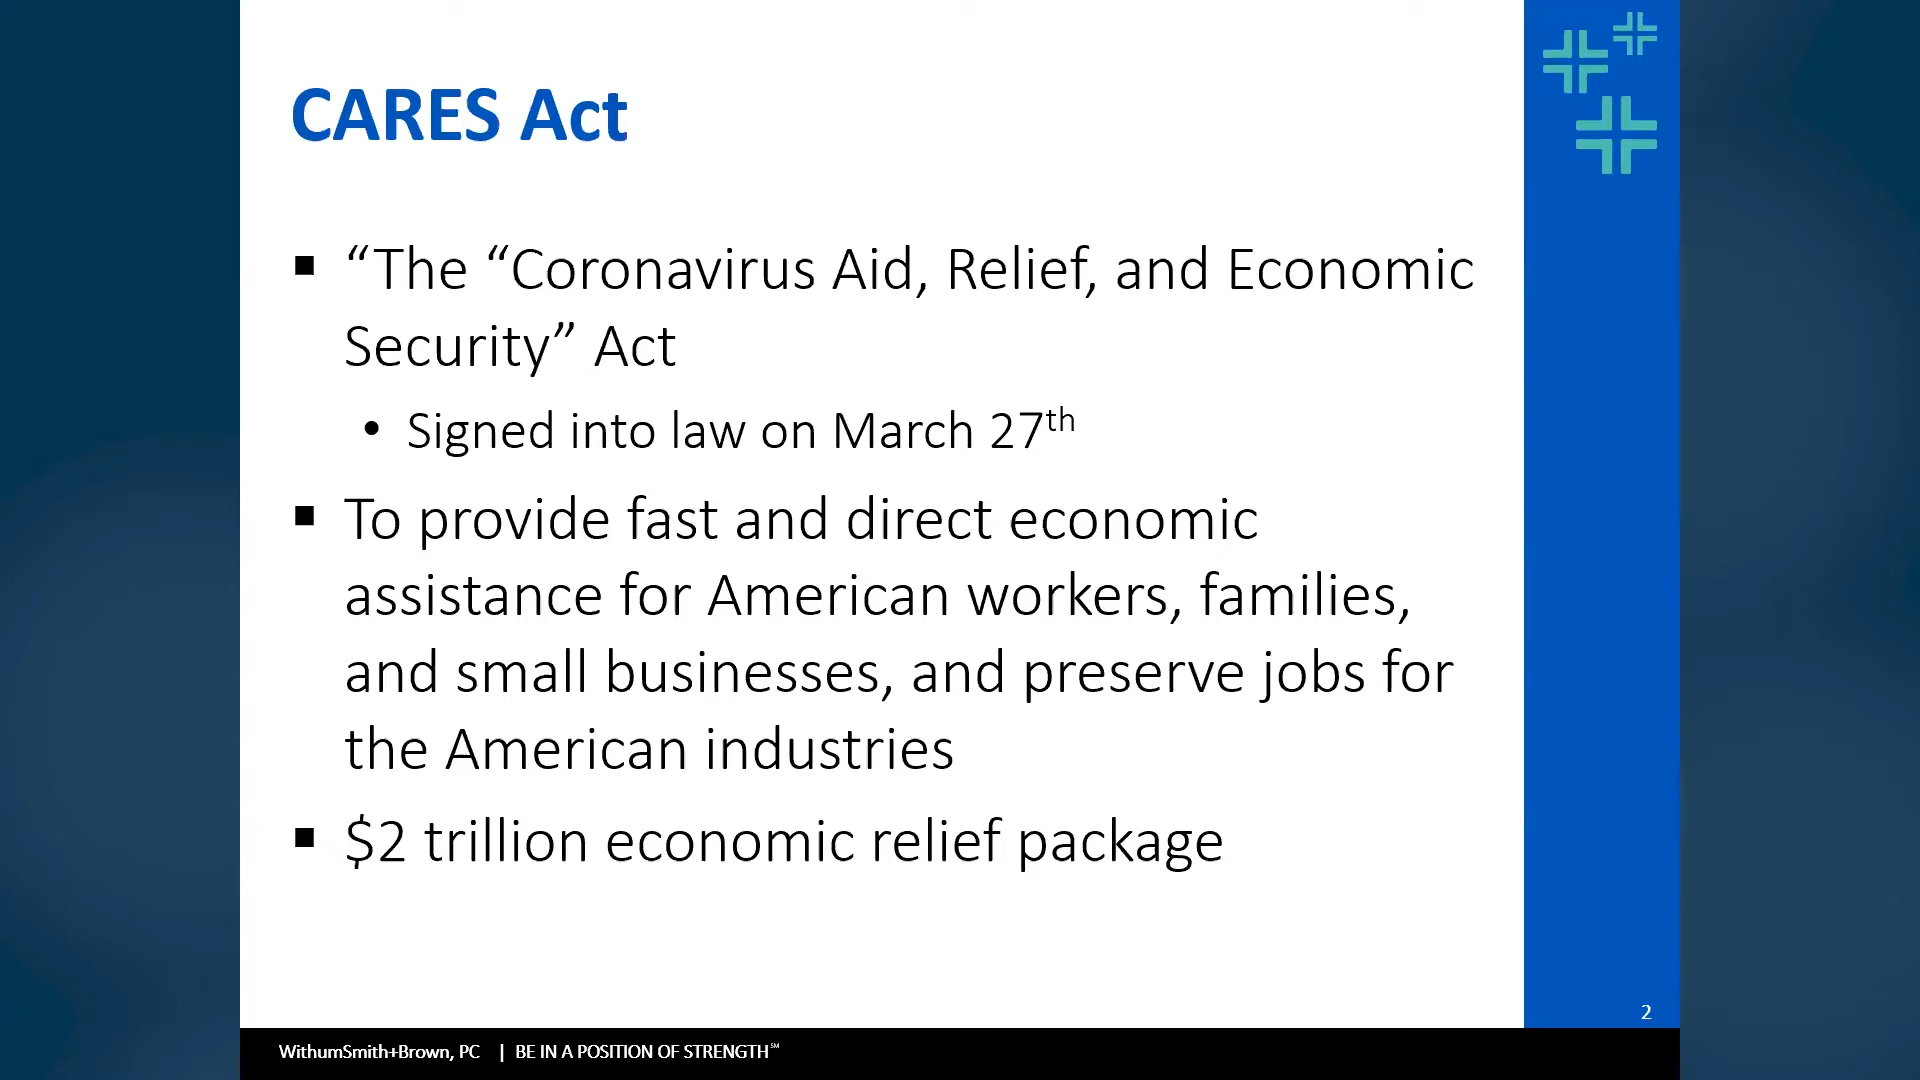 CARES Act
▪ “The “Coronavirus Aid, Relief, and Economic
Security” Act
• Signed into law on March 27th
▪ To provide fast and direct economic
assistance for American workers, families,
and small businesses, and preserve jobs for
the American industries
▪ $2 trillion economic relief package
2
WithumSmith+Brown, PC | BE IN A POSITION OF STRENGTH℠